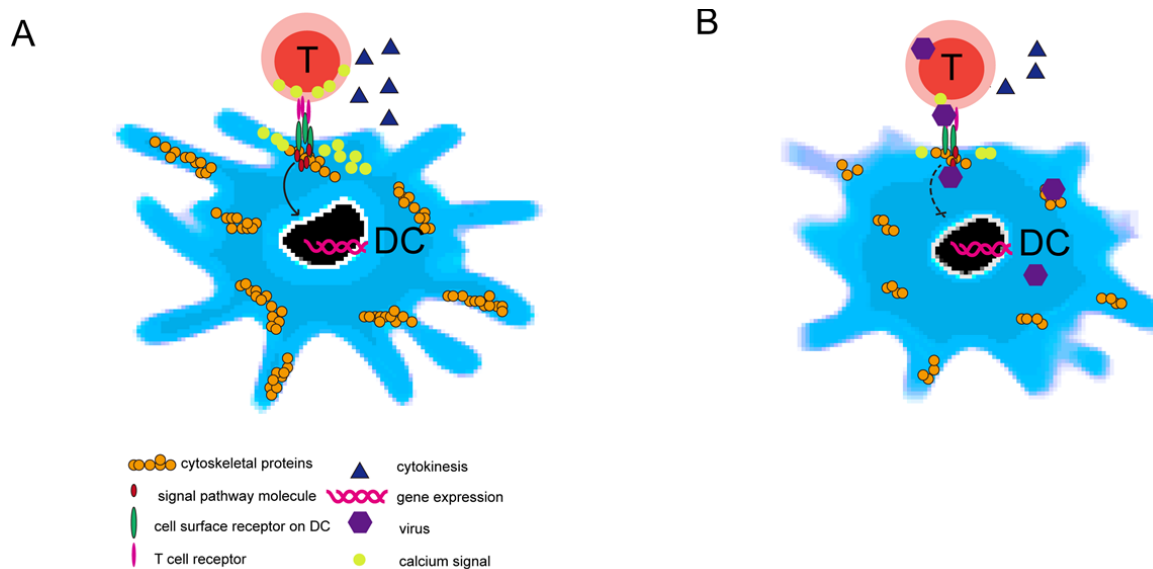 A
B
T
T
DC
DC
cytoskeletal proteins
cytokinesis
signal pathway molecule
gene expression
cell surface receptor on DC
virus
T cell receptor
calcium signal